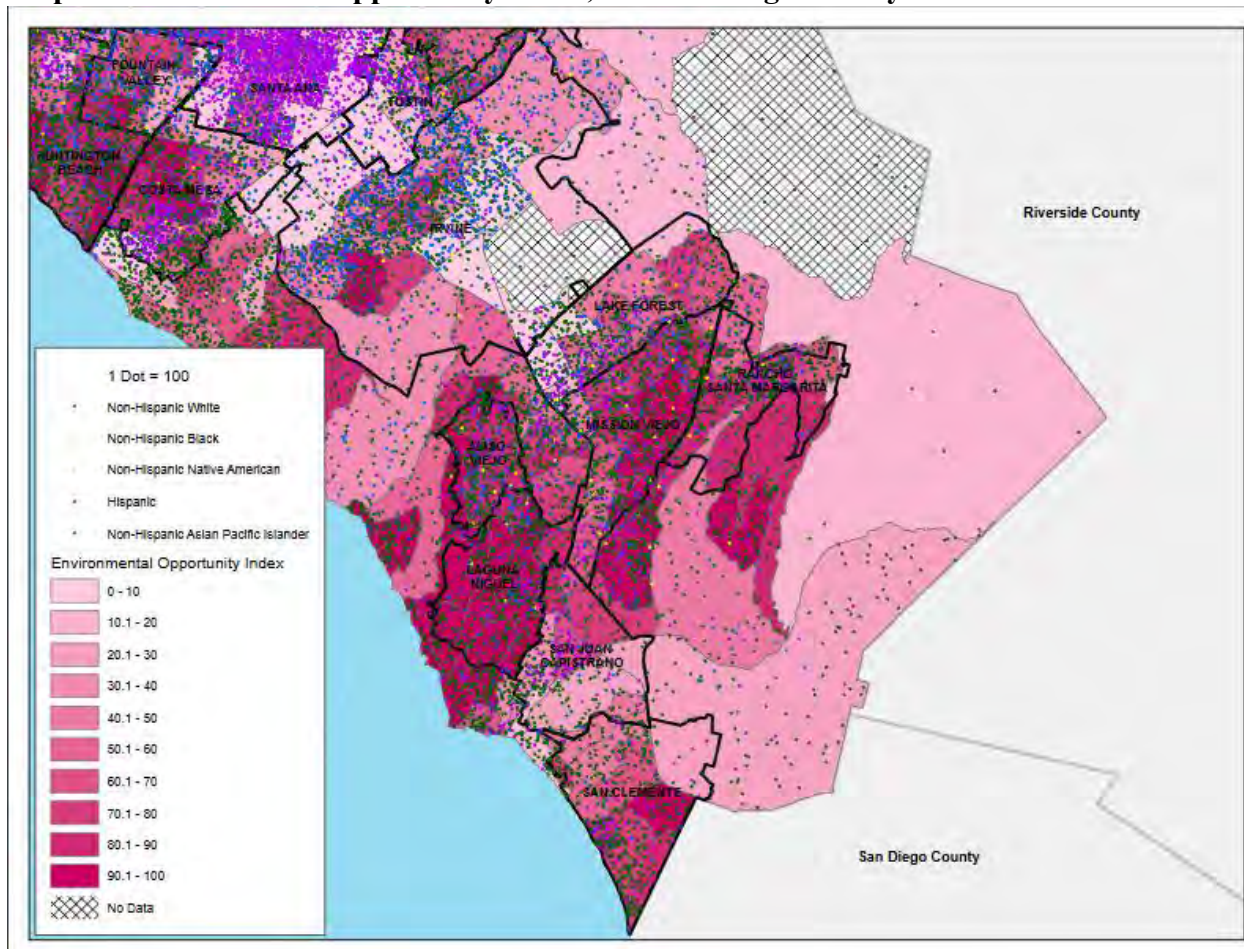 FOUNTAIN
VALLEY
SANTA ANA
TUSTIN
HUNTINGTON
BEACH
COSTA MESA
IRVINE
Riverside County
LAKE FOREST
RANCHO
SANTA MARGARITA
MISSION VIEJO
ALISO
VIEJO
LAGUNA
NIGUEL
SAN JUAN
CAPISTRANO
SAN CLEMENTE
San Diego County
1 Dot = 100
Non-Hispanic White
Non-Hispanic Black
Non-Hispanic Native American
Hispanic
Non-Hispanic Asian Pacific Islander
Environmental Opportunity Index
0 - 10
10.1 - 20
20.1 - 30
30.1 - 40
40.1 - 50
50.1 - 60
60.1 - 70
70.1 - 80
80.1 - 90
90.1 - 100
No Data